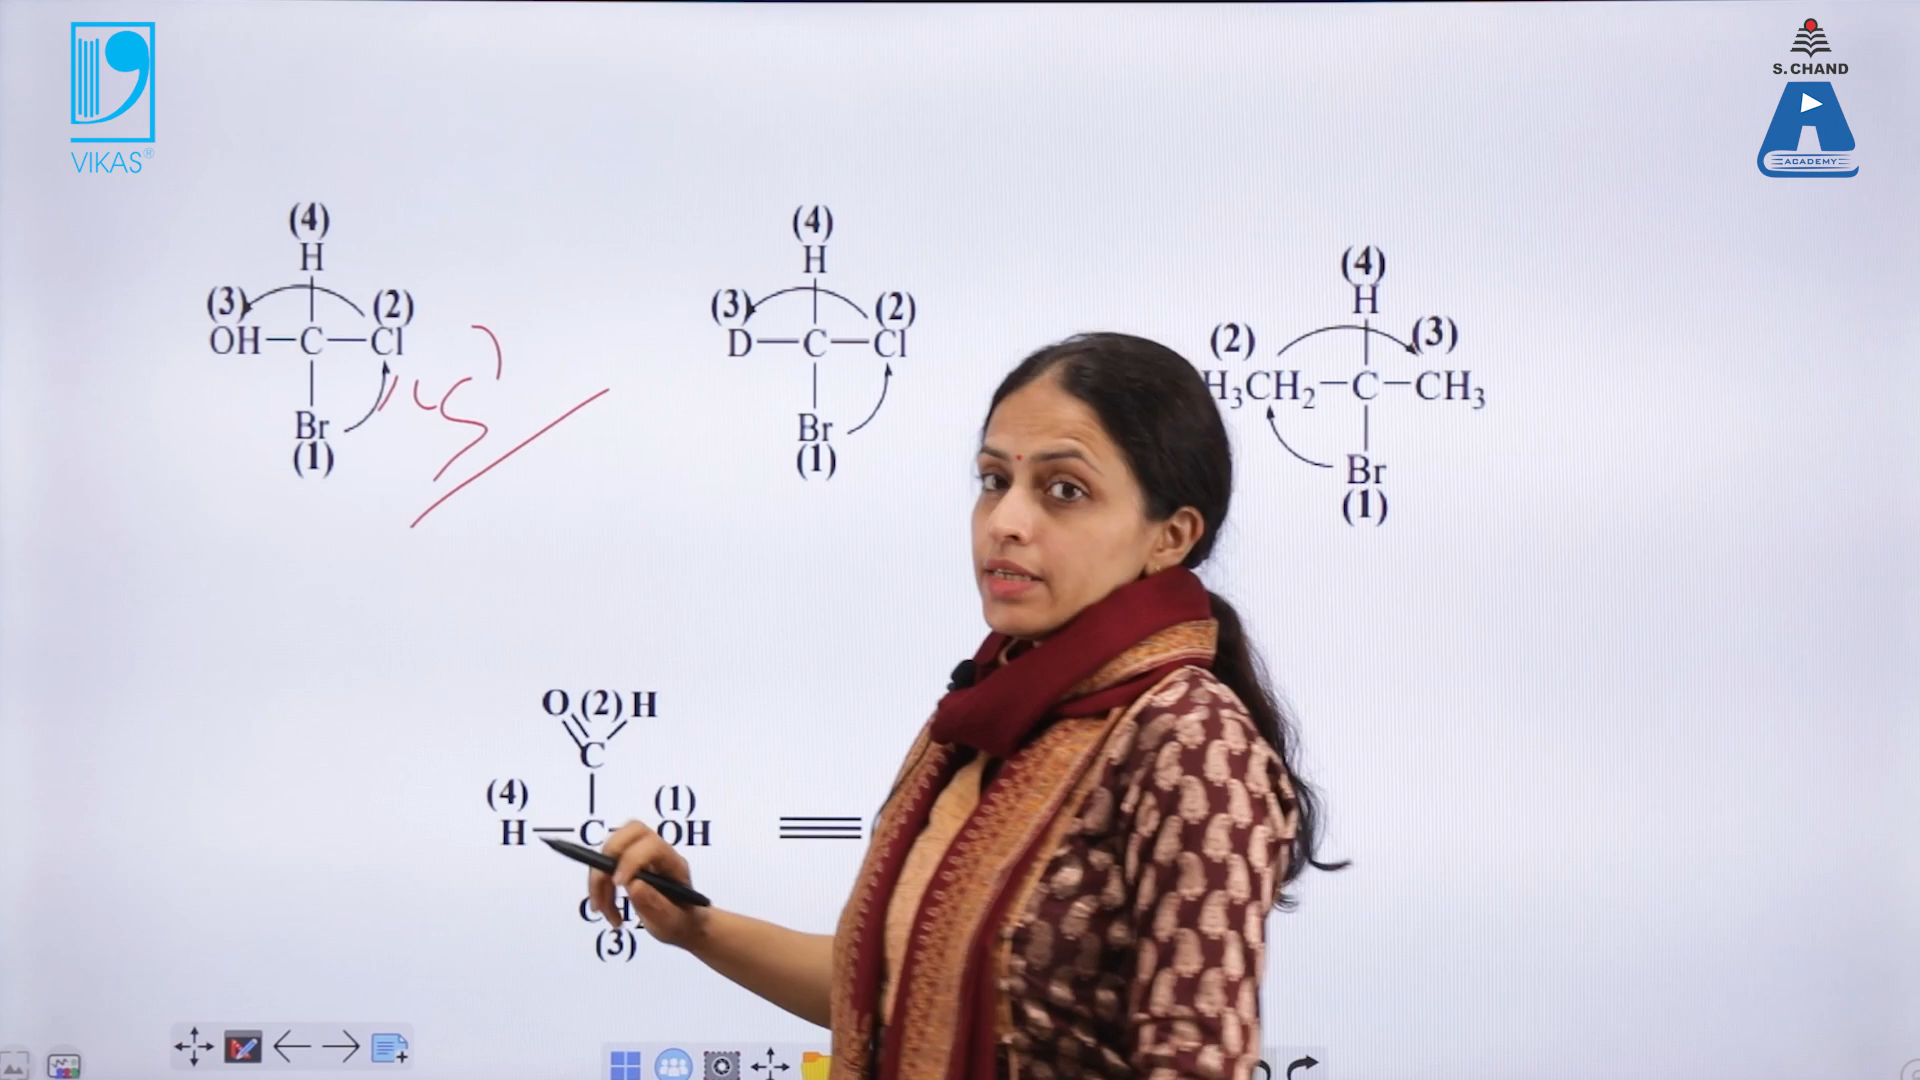 VIKAS®
S. CHAND
ACADEMY
(4)
H
(3) (2)
OH—C—Cl
Br
(1)
(S)
(4)
H
(3) (2)
D—C—Cl
Br
(1)
(4)
H
(2) (3)
H₃CH₂—C—CH₃
Br
(1)
O (2) H
C
(4) (1)
H—C—OH
(3)